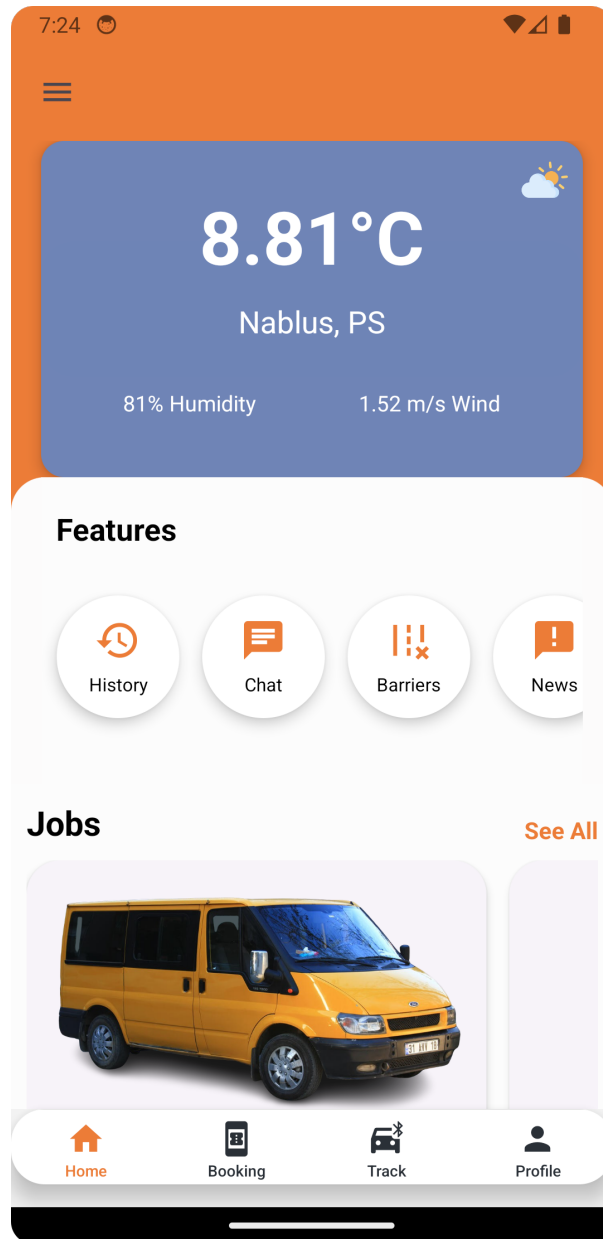 7:24
8.81°C
Nablus, PS
81% Humidity
1.52 m/s Wind
Features
History
Chat
Barriers
News
Jobs
See All
Home
Booking
Track
Profile